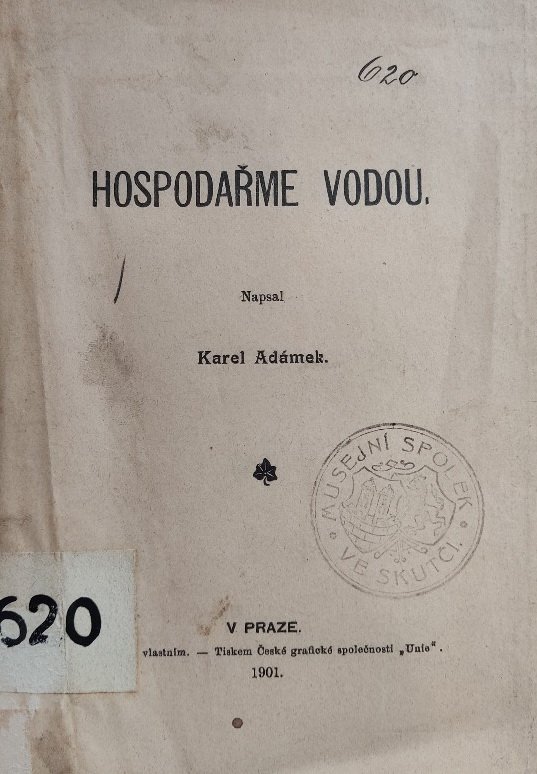 620
HOSPODAŘME VODOU.
Napsal
Karel Adámek.
MUSEJNÍ SPOLEK
VE SKUTČI.
620
V PRAZE.
vlastním. — Tiskem České grafické společnosti „Unie“.
1901.